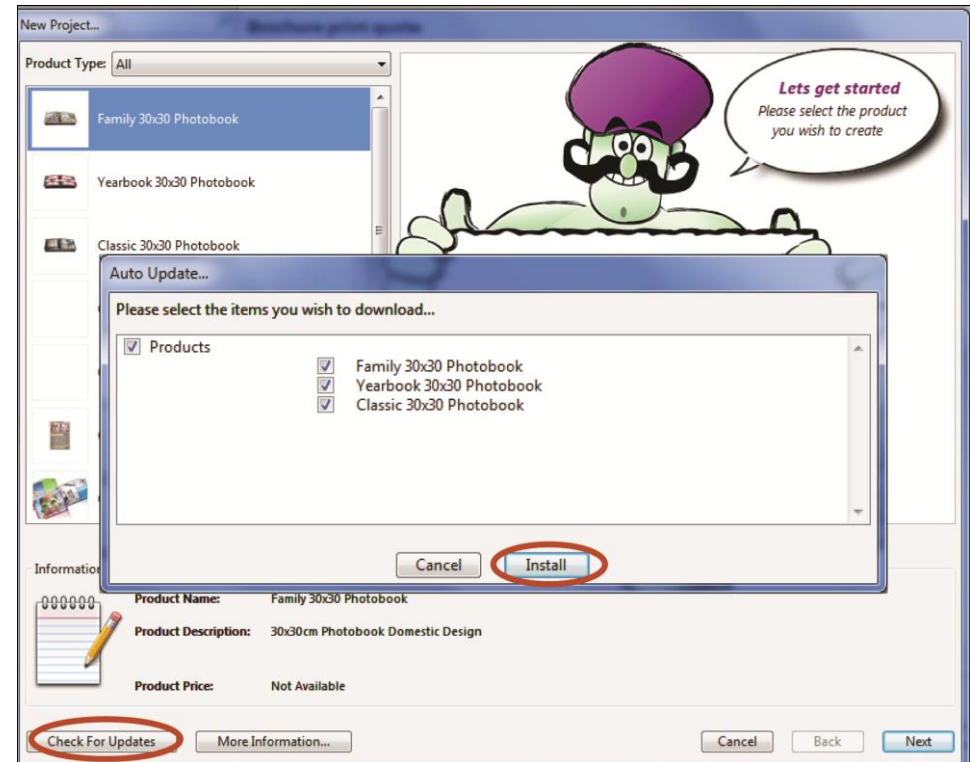 New Project...
Product Type: All
Lets get started
Please select the product
you wish to create
Family 30x30 Photobook
Yearbook 30x30 Photobook
Classic 30x30 Photobook
Auto Update...
Please select the items you wish to download...
Products
Family 30x30 Photobook
Yearbook 30x30 Photobook
Classic 30x30 Photobook
Cancel Install
Product Name: Family 30x30 Photobook
Product Description: 30x30cm Photobook Domestic Design
Product Price: Not Available
Check For Updates More Information... Cancel Back Next